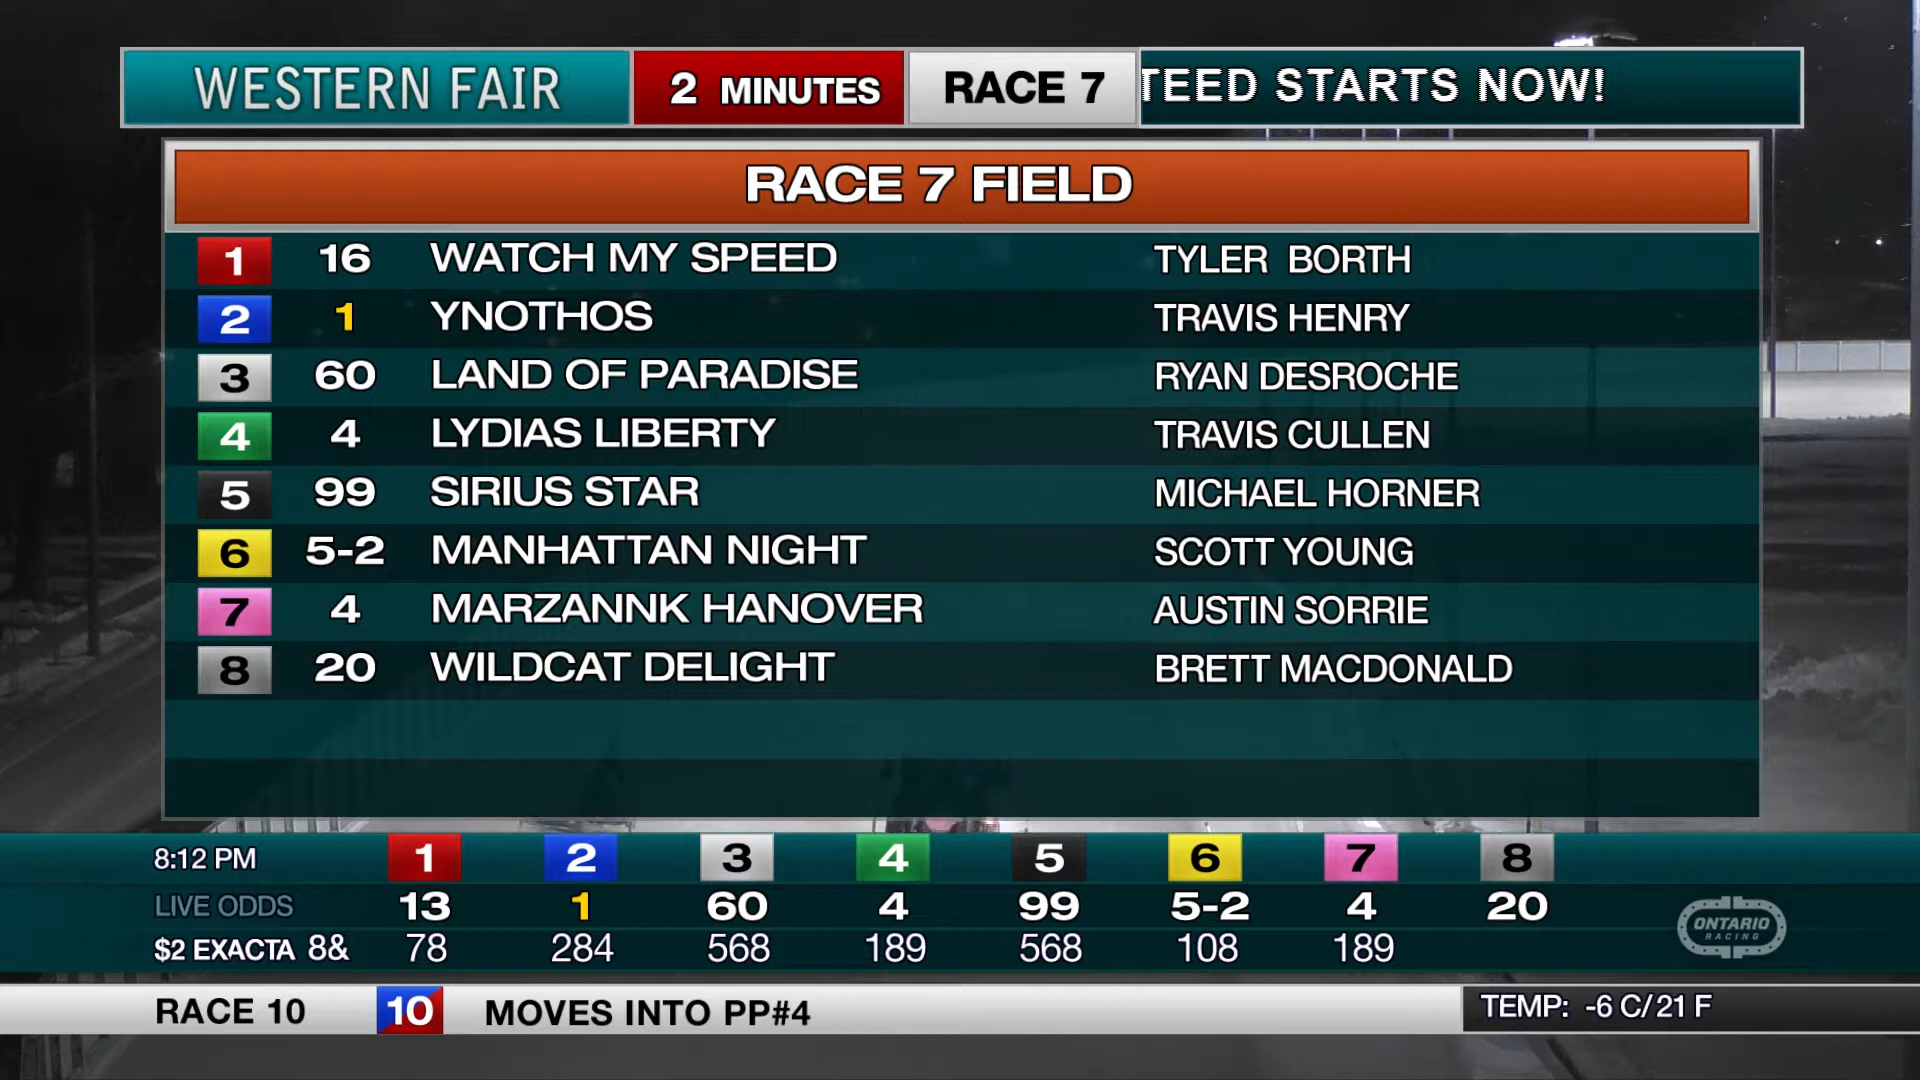 WESTERN FAIR 2 MINUTES RACE 7 TEED STARTS NOW!
RACE 7 FIELD
1 16 WATCH MY SPEED TYLER BORTH
2 1 YNOTHOS TRAVIS HENRY
3 60 LAND OF PARADISE RYAN DESROCHE
4 4 LYDIAS LIBERTY TRAVIS CULLEN
5 99 SIRIUS STAR MICHAEL HORNER
6 5-2 MANHATTAN NIGHT SCOTT YOUNG
7 4 MARZANNK HANOVER AUSTIN SORRIE
8 20 WILDCAT DELIGHT BRETT MACDONALD
8:12 PM 1 2 3 4 5 6 7 8
LIVE ODDS 13 1 60 4 99 5-2 4 20
$2 EXACTA 8& 78 284 568 189 568 108 189
ONTARIO
RACING
RACE 10 10 MOVES INTO PP#4 TEMP: -6 C/21 F